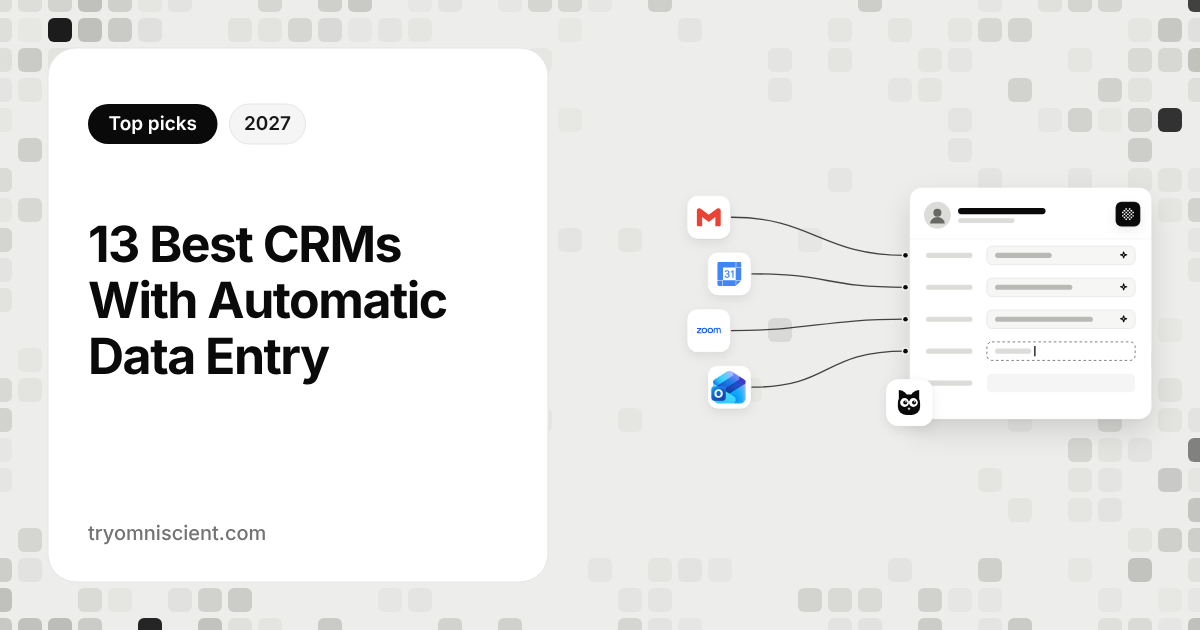 Top picks
2027
13 Best CRMs
With Automatic
Data Entry
tryomniscient.com
31
zoom
O